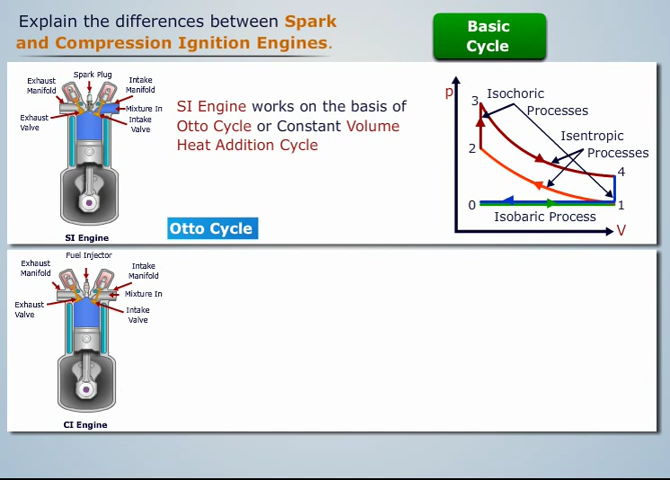 Explain the differences between Spark
and Compression Ignition Engines.
Basic
Cycle
Exhaust
Manifold
Spark Plug
Intake
Manifold
Mixture In
Exhaust
Valve
Intake
Valve
SI Engine
SI Engine works on the basis of
Otto Cycle or Constant Volume
Heat Addition Cycle
Otto Cycle
p
3
Isochoric
Processes
Isentropic
Processes
2
4
0
1
Isobaric Process
V
Fuel Injector
Exhaust
Manifold
Intake
Manifold
Mixture In
Exhaust
Valve
Intake
Valve
CI Engine